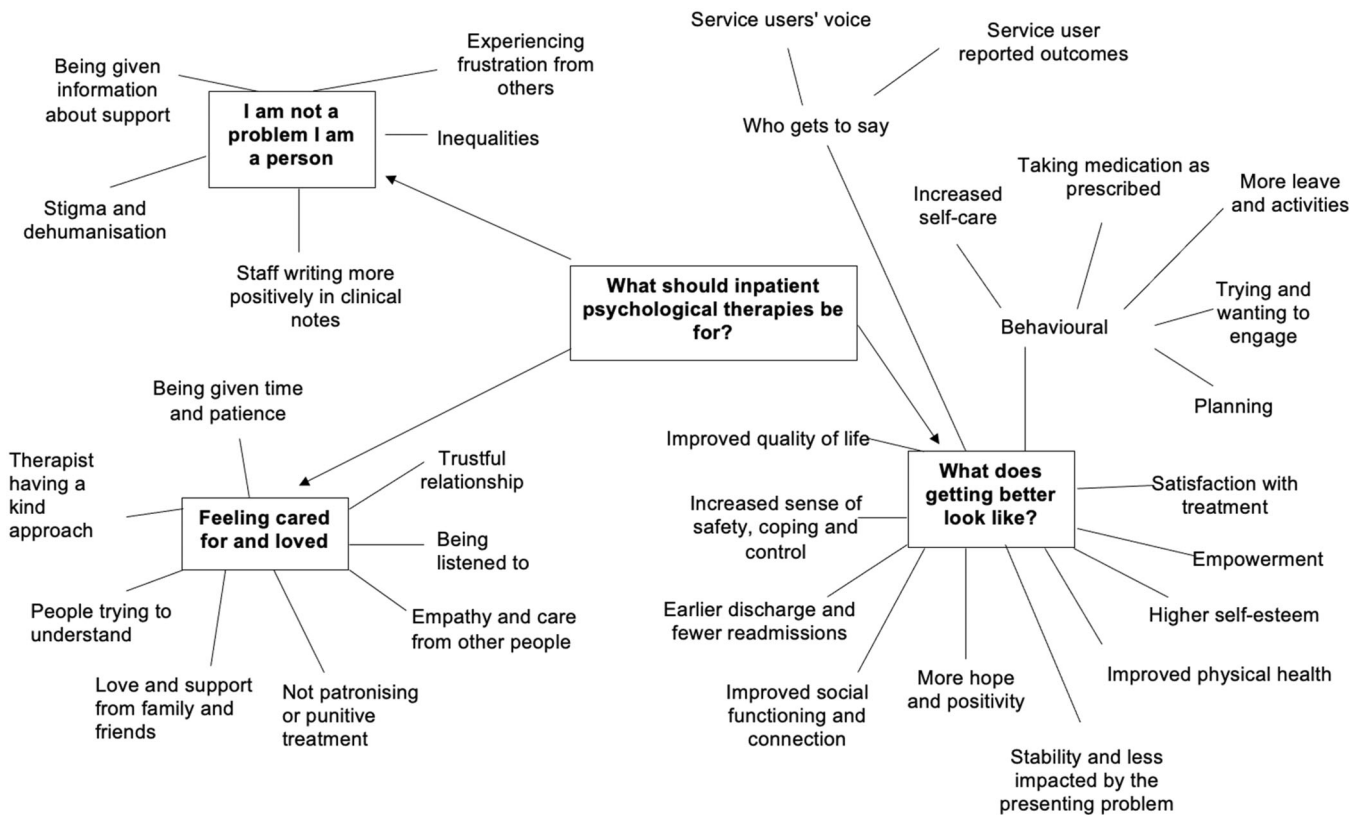 Service users' voice
Service user
reported outcomes
Who gets to say
Being given
information
about support
Experiencing
frustration from
others
I am not a
problem I am
a person
Inequalities
Stigma and
dehumanisation
Staff writing more
positively in clinical
notes
Taking medication as
prescribed
Increased
self-care
More leave
and activities
Behavioural
Trying and
wanting to
engage
Planning
What should inpatient
psychological therapies be
for?
Being given time
and patience
Therapist
having a
kind
approach
Trustful
relationship
Feeling cared
for and loved
Being
listened to
People trying to
understand
Empathy and care
from other people
Love and support
from family and
friends
Not patronising
or punitive
treatment
Improved quality of life
What does
getting better
look like?
Increased sense of
safety, coping and
control
Satisfaction with
treatment
Empowerment
Earlier discharge and
fewer readmissions
Higher self-esteem
Improved social
functioning and
connection
More hope
and positivity
Improved physical health
Stability and less
impacted by the
presenting problem